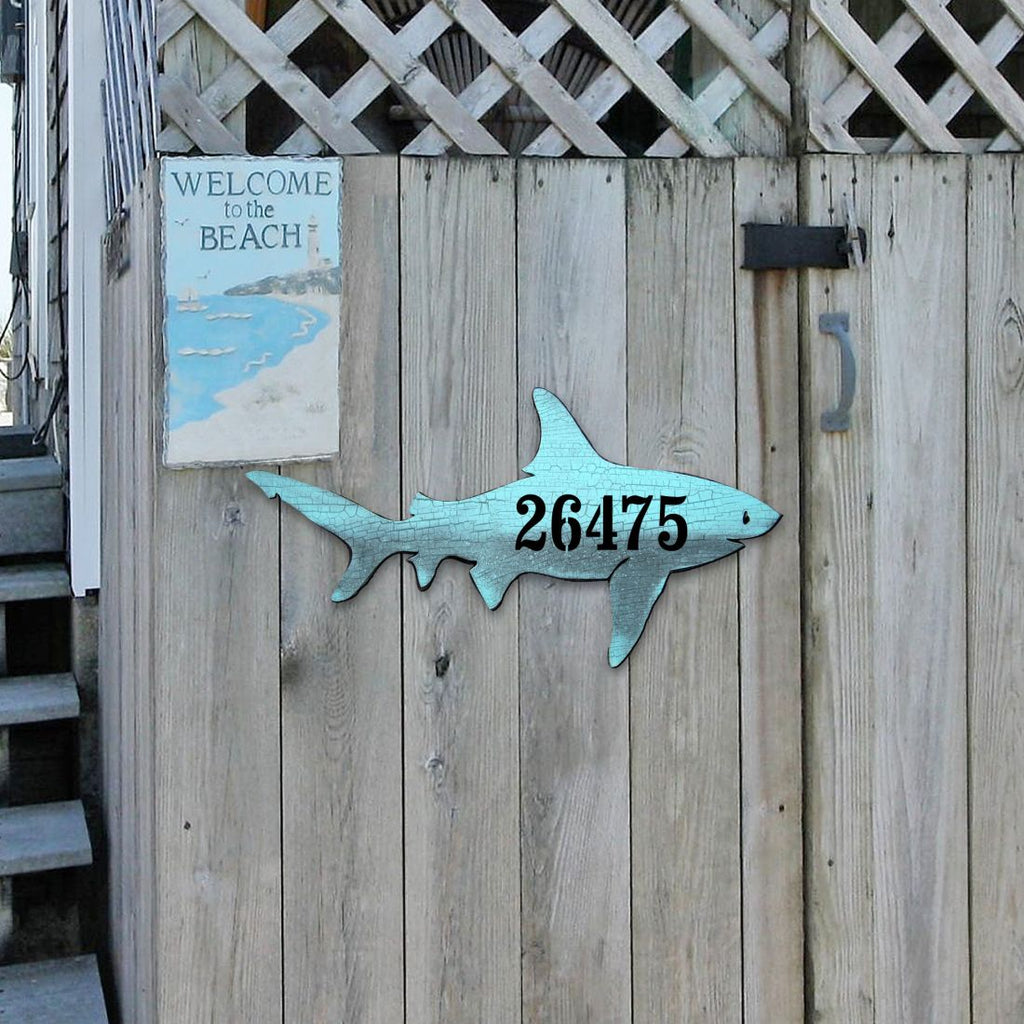 WELCOME
to the
BEACH
26475